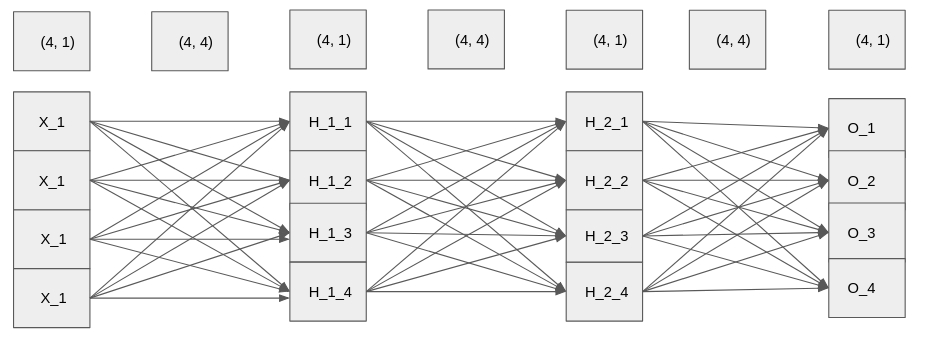 (4, 1) (4, 4) (4, 1) (4, 4) (4, 1) (4, 4) (4, 1)
X_1 H_1_1 H_2_1 O_1
X_1 H_1_2 H_2_2 O_2
X_1 H_1_3 H_2_3 O_3
X_1 H_1_4 H_2_4 O_4